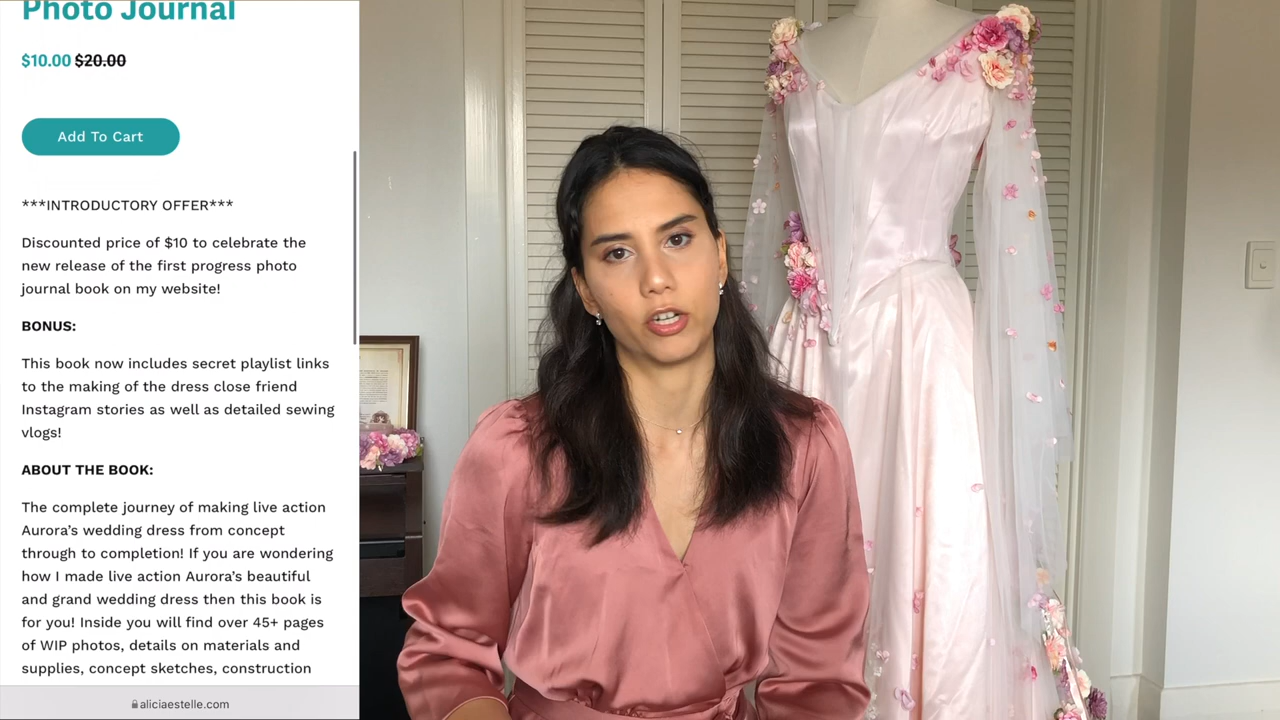 Photo Journal
$10.00 $20.00
Add To Cart
***INTRODUCTORY OFFER***
Discounted price of $10 to celebrate the
new release of the first progress photo
journal book on my website!
BONUS:
This book now includes secret playlist links
to the making of the dress close friend
Instagram stories as well as detailed sewing
vlogs!
ABOUT THE BOOK:
The complete journey of making live action
Aurora’s wedding dress from concept
through to completion! If you are wondering
how I made live action Aurora’s beautiful
and grand wedding dress then this book is
for you! Inside you will find over 45+ pages
of WIP photos, details on materials and
supplies, concept sketches, construction
aliciaestelle.com